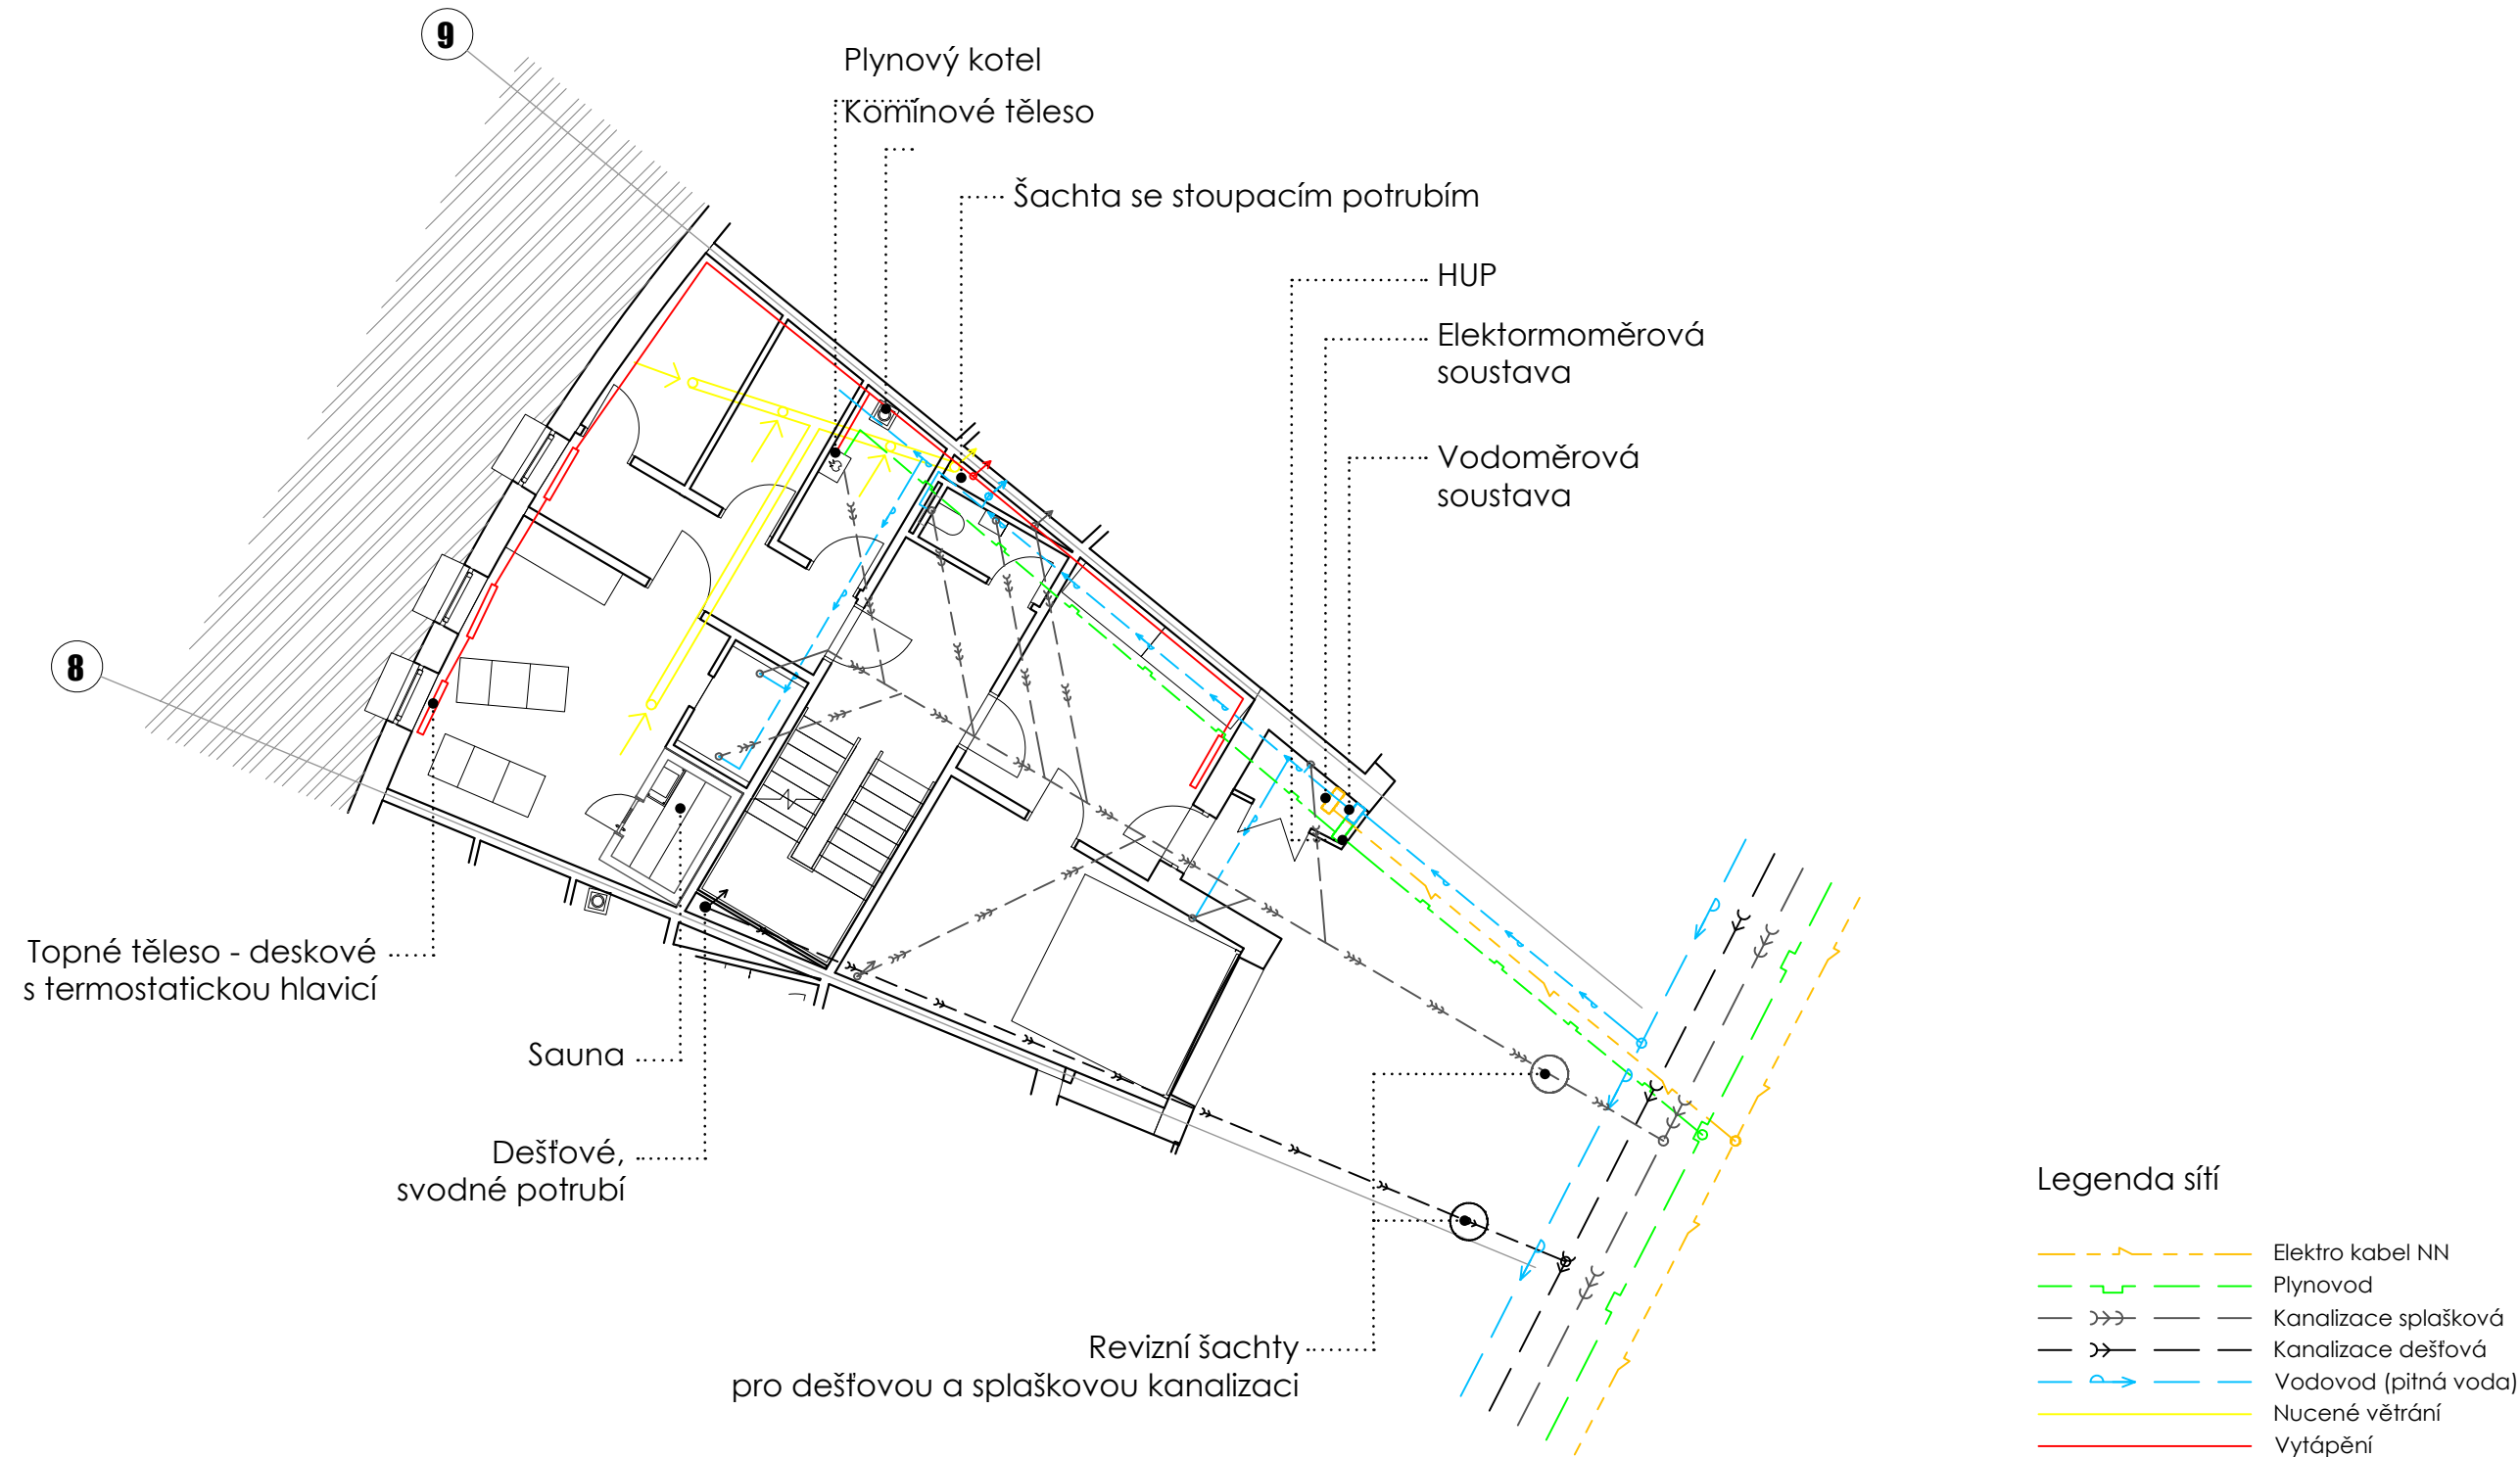 9
Plynový kotel
Komínové těleso
Šachta se stoupacím potrubím
HUP
Elektormoměrová
soustava
Vodoměrová
soustava
8
Topné těleso - deskové
s termostatickou hlavicí
Sauna
Dešťové,
svodné potrubí
Revizní šachty
pro dešťovou a splaškovou kanalizaci
Legenda sítí
Elektro kabel NN
Plynovod
Kanalizace splašková
Kanalizace dešťová
Vodovod (pitná voda)
Nucené větrání
Vytápění